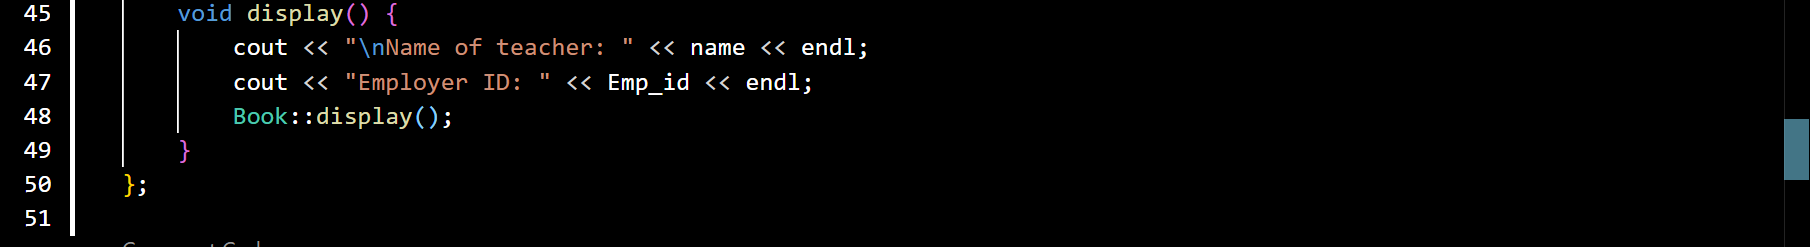 45 void display() {
46 cout << "\nName of teacher: " << name << endl;
47 cout << "Employer ID: " << Emp_id << endl;
48 Book::display();
49 }
50 };
51